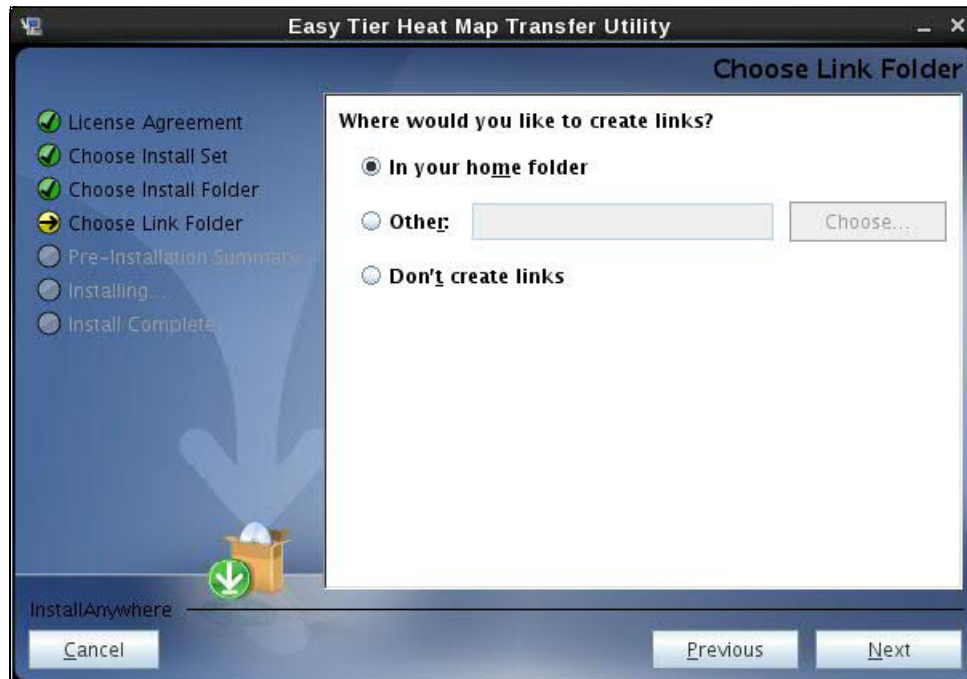 Easy Tier Heat Map Transfer Utility
Choose Link Folder
License Agreement
Choose Install Set
Choose Install Folder
Choose Link Folder
Pre-Installation Summary
Installing...
Install Complete
Where would you like to create links?
In your home folder
Other:
Choose...
Don't create links
InstallAnywhere
Cancel
Previous
Next